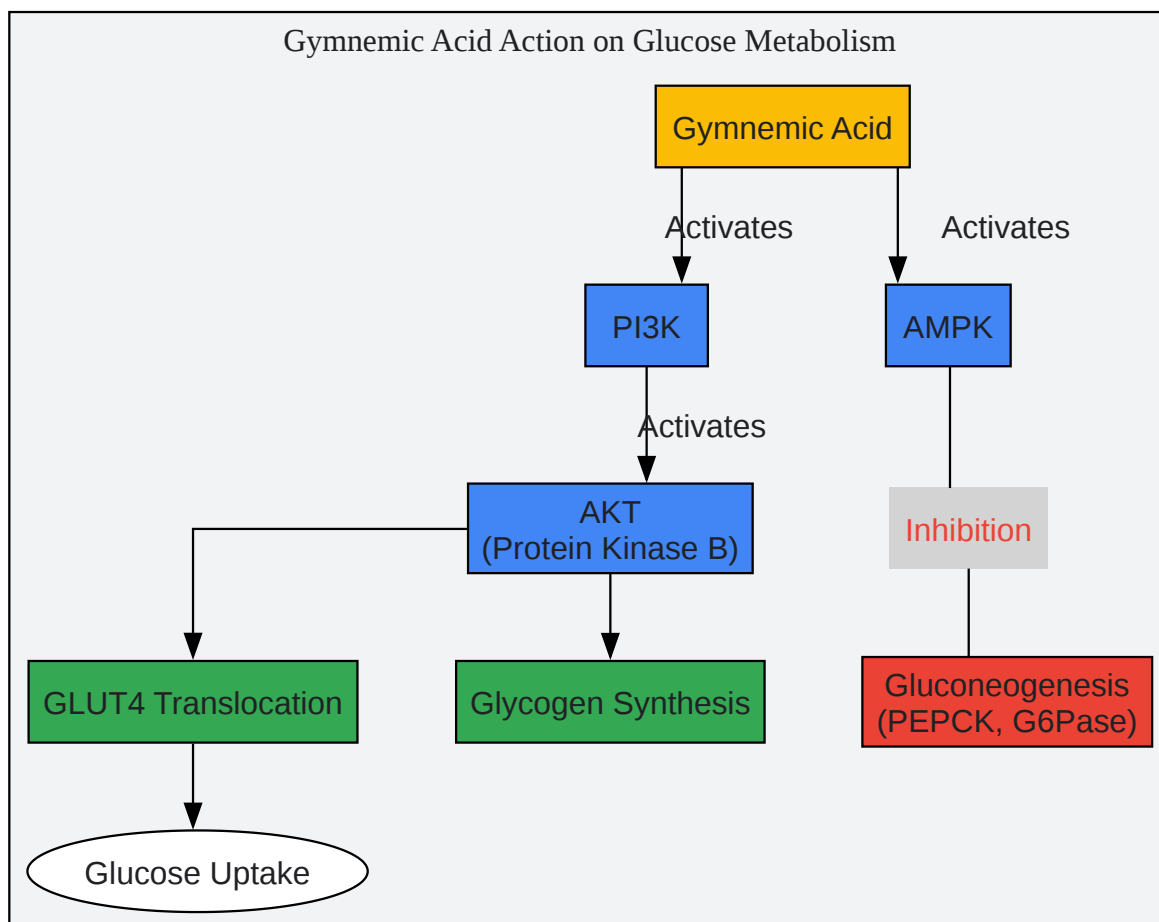 Gymnemic Acid Action on Glucose Metabolism
Gymnemic Acid
Activates
Activates
PI3K
AMPK
Activates
AKT
(Protein Kinase B)
Inhibition
GLUT4 Translocation
Glycogen Synthesis
Gluconeogenesis
(PEPCK, G6Pase)
Glucose Uptake